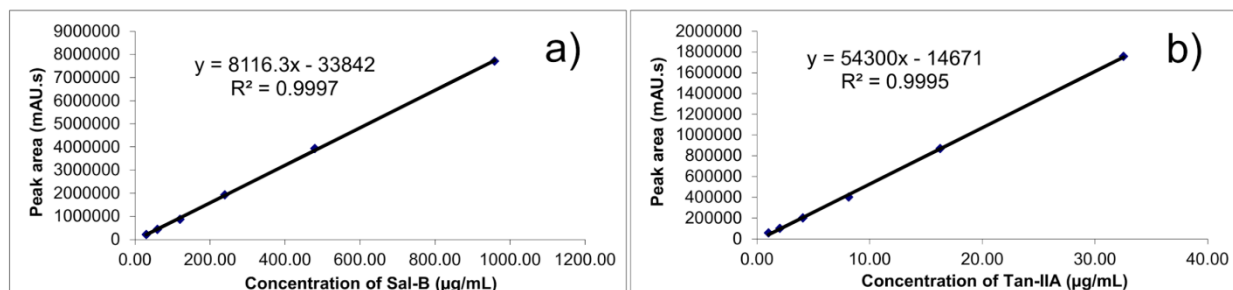 a)
y = 8116.3x - 33842
R² = 0.9997
Peak area (mAU.s)
9000000
8000000
7000000
6000000
5000000
4000000
3000000
2000000
1000000
0
0.00 200.00 400.00 600.00 800.00 1000.00 1200.00
Concentration of Sal-B (µg/mL)
b)
y = 54300x - 14671
R² = 0.9995
Peak area (mAU.s)
2000000
1800000
1600000
1400000
1200000
1000000
800000
600000
400000
200000
0
0.00 10.00 20.00 30.00 40.00
Concentration of Tan-IIA (µg/mL)